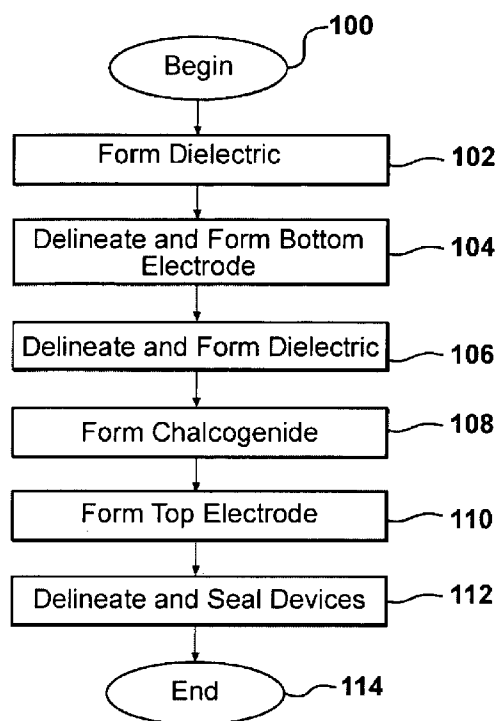 100
Begin
Form Dielectric
102
Delineate and Form Bottom
Electrode
104
Delineate and Form Dielectric
106
Form Chalcogenide
108
Form Top Electrode
110
Delineate and Seal Devices
112
End
114